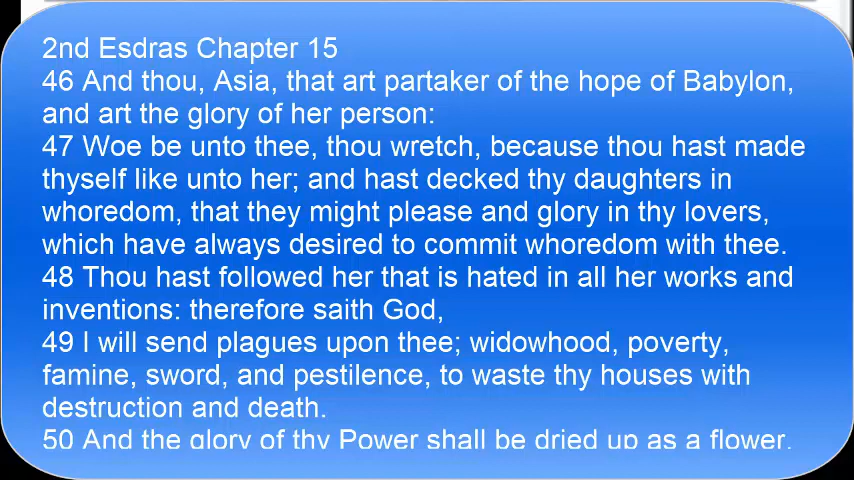 2nd Esdras Chapter 15
46 And thou, Asia, that art partaker of the hope of Babylon,
and art the glory of her person:
47 Woe be unto thee, thou wretch, because thou hast made
thyself like unto her; and hast decked thy daughters in
whoredom, that they might please and glory in thy lovers,
which have always desired to commit whoredom with thee.
48 Thou hast followed her that is hated in all her works and
inventions: therefore saith God,
49 I will send plagues upon thee; widowhood, poverty,
famine, sword, and pestilence, to waste thy houses with
destruction and death.
50 And the glory of thy Power shall be dried up as a flower,